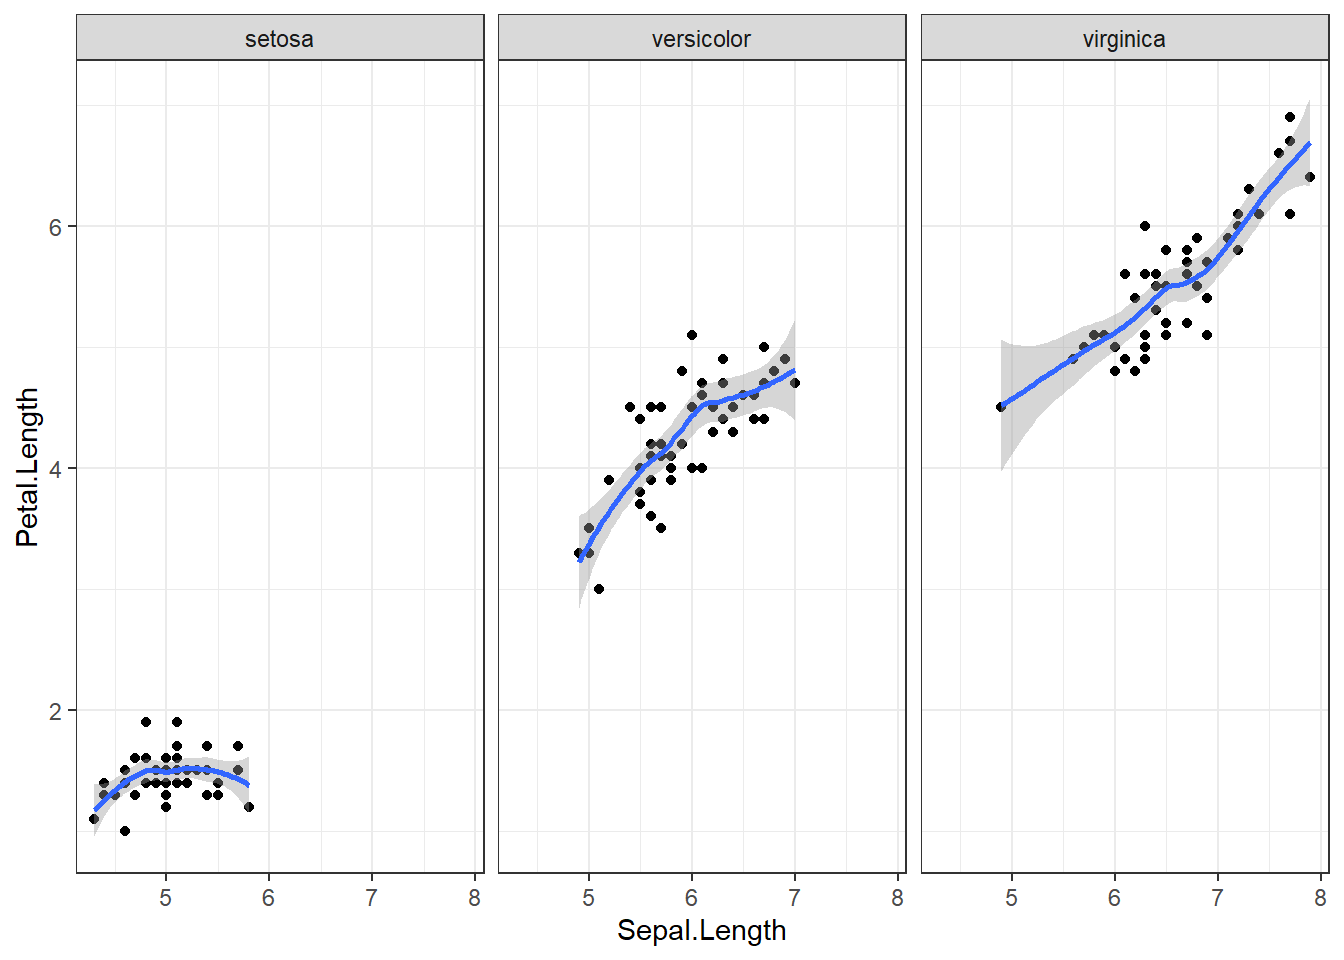 setosa versicolor virginica
Petal.Length
6
4
2
5 6 7 8 5 6 7 8 5 6 7 8
Sepal.Length